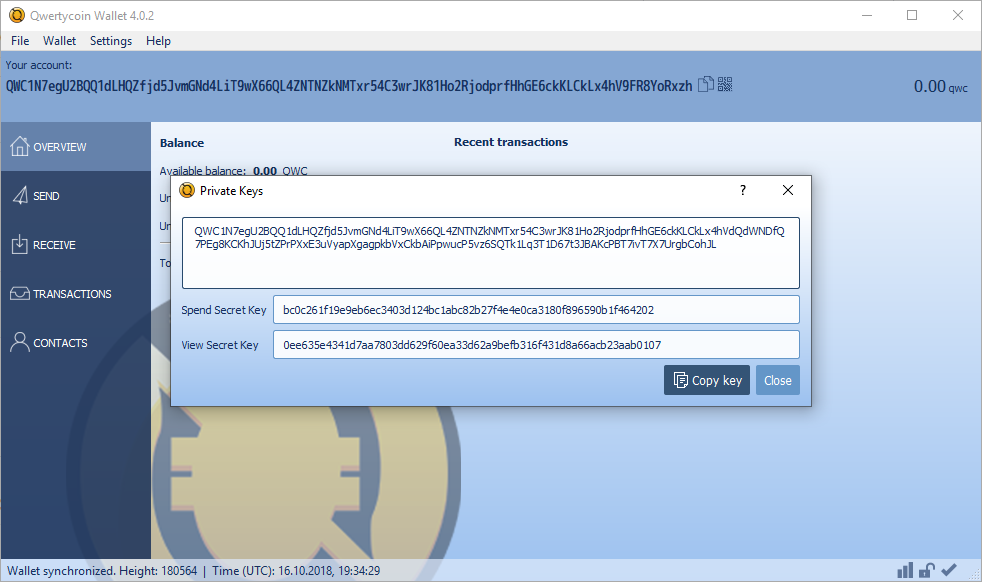 Qwertycoin Wallet 4.0.2
File Wallet Settings Help
Your account:
QWC1N7egU2BQQ1dLHQZfjd5JvmGNd4LiT9wX66QL4ZNTNZkNMTxr54C3wrJK81Ho2RjodprfHhGE6ckKLCkLx4hV9FR8YoRxzh
0.00 qwc
OVERVIEW
SEND
RECEIVE
TRANSACTIONS
CONTACTS
Balance
Recent transactions
Available balance: 0.00 QWC
Un
Un
To
Private Keys
?
QWC1N7egU2BQQ1dLHQZfjd5JvmGNd4LiT9wX66QL4ZNTNZkNMTxr54C3wrJK81Ho2RjodprfHhGE6ckKLCkLx4hVdQdWNDfQ
7PEg8KCKhJUj5tZPrPXxE3uVyapXgagpkbVxCkbAiPpwucP5vz6SQTk1Lq3T1D67t3JBAKcPBT7ivT7X7UrgbCohJL
Spend Secret Key bc0c261f19e9eb6ec3403d124bc1abc82b27f4e4e0ca3180f896590b1f464202
View Secret Key 0ee635e4341d7aa7803dd629f60ea33d62a9befb316f431d8a66acb23aab0107
Copy key
Close
Wallet synchronized. Height: 180564 | Time (UTC): 16.10.2018, 19:34:29